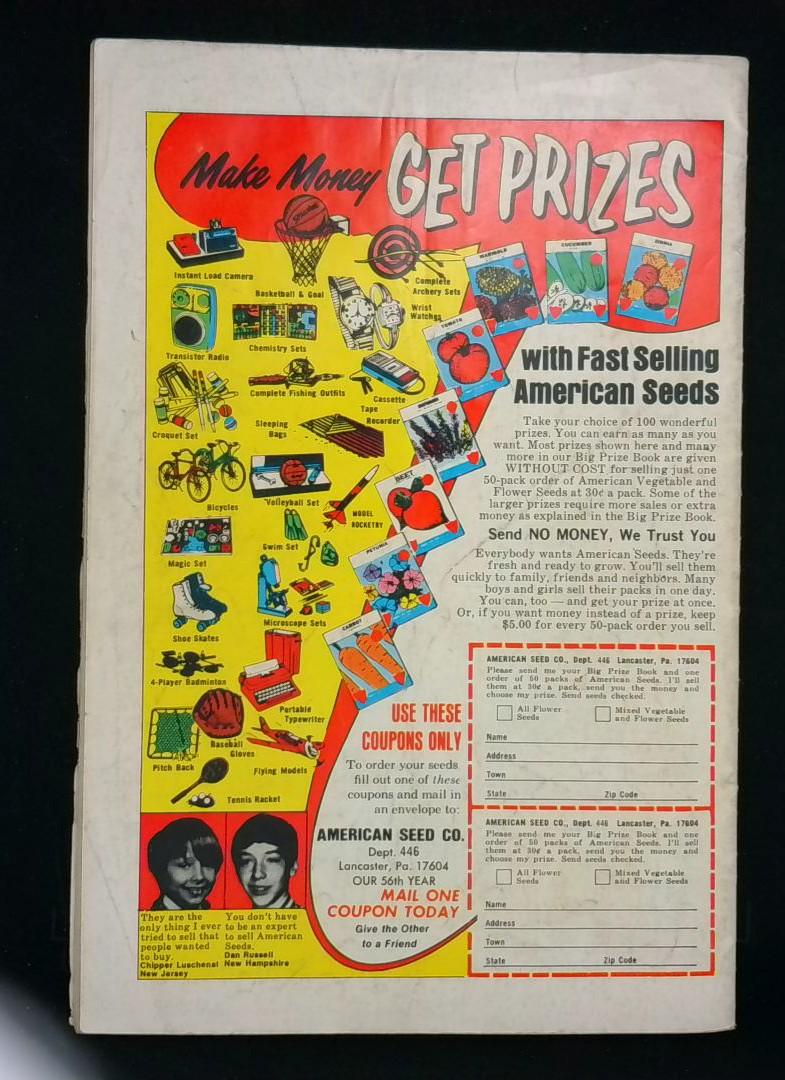 Make Money GET PRIZES
Instant Load Camera
Basketball & Goal
Complete
Archery Sets
Wrist
Watches
Transistor Radio
Chemistry Sets
Complete Fishing Outfits
Cassette
Tape
Recorder
Croquet Set
Sleeping
Bags
Bicycles
Volleyball Set
MODEL
ROCKETRY
Swim Set
Magic Set
Microscope Sets
Shoe Skates
4-Player Badminton
Portable
Typewriter
Baseball
Gloves
Pitch Back
Flying Models
Tennis Racket
MARIGOLD
CUCUMBER
ZINNIA
TOMATO
BEET
PETUNIA
CARROT
with Fast Selling
American Seeds
Take your choice of 100 wonderful
prizes. You can earn as many as you
want. Most prizes shown here and many
more in our Big Prize Book are given
WITHOUT COST for selling just one
50-pack order of American Vegetable and
Flower Seeds at 30¢ a pack. Some of the
larger prizes require more sales or extra
money as explained in the Big Prize Book.
Send NO MONEY, We Trust You
Everybody wants American Seeds. They're
fresh and ready to grow. You'll sell them
quickly to family, friends and neighbors. Many
boys and girls sell their packs in one day.
You can, too — and get your prize at once.
Or, if you want money instead of a prize, keep
$5.00 for every 50-pack order you sell.
USE THESE
COUPONS ONLY
To order your seeds
fill out one of these
coupons and mail in
an envelope to:
AMERICAN SEED CO.
Dept. 446
Lancaster, Pa. 17604
OUR 56th YEAR
MAIL ONE
COUPON TODAY
Give the Other
to a Friend
AMERICAN SEED CO., Dept. 446 Lancaster, Pa. 17604
Please send me your Big Prize Book and one
order of 50 packs of American Seeds. I'll sell
them at 30¢ a pack, send you the money and
choose my prize. Send seeds checked.
All Flower
Seeds
Mixed Vegetable
and Flower Seeds
Name
Address
Town
State Zip Code
AMERICAN SEED CO., Dept. 446 Lancaster, Pa. 17604
Please send me your Big Prize Book and one
order of 50 packs of American Seeds. I'll sell
them at 30¢ a pack, send you the money and
choose my prize. Send seeds checked.
All Flower
Seeds
Mixed Vegetable
and Flower Seeds
Name
Address
Town
State Zip Code
They are the
only thing I ever
tried to sell that
people wanted
to buy.
Chipper Luschenat
New Jersey
You don't have
to be an expert
to sell American
Seeds.
Dan Russell
New Hampshire